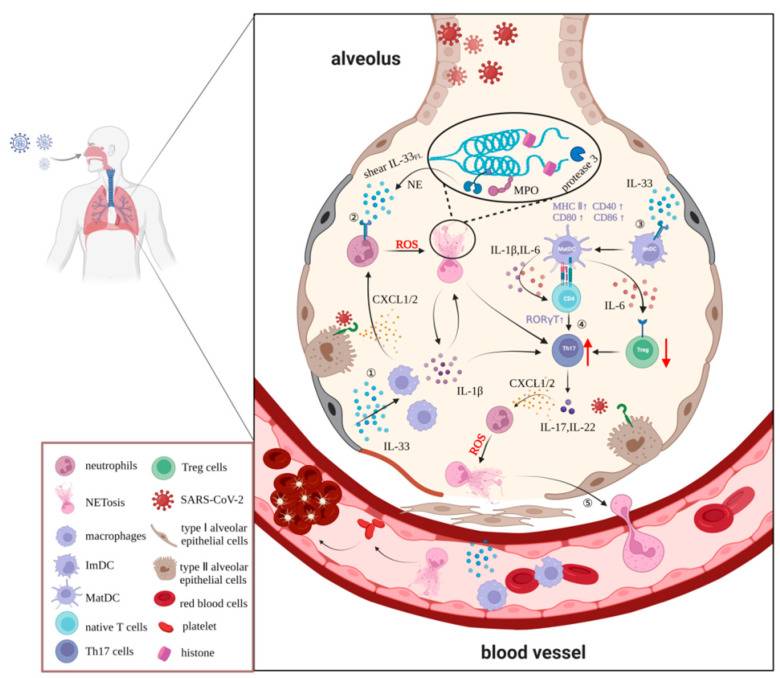 alveolus
shear IL-33FL
NE
MPO
protease 3
IL-33
MHC Ⅱ↑ CD40 ↑
CD80 ↑ CD86 ↑
②
③
ROS
MatDC
ImDC
IL-1β,IL-6
CD4
IL-6
CXCL1/2
RORγT↑
④
Th17
Treg
①
IL-1β
CXCL1/2
IL-33
IL-17,IL-22
ROS
⑤
blood vessel
neutrophils
Treg cells
NETosis
SARS-CoV-2
macrophages
type Ⅰ alveolar
epithelial cells
ImDC
type Ⅱ alveolar
epithelial cells
MatDC
red blood cells
native T cells
platelet
Th17 cells
histone